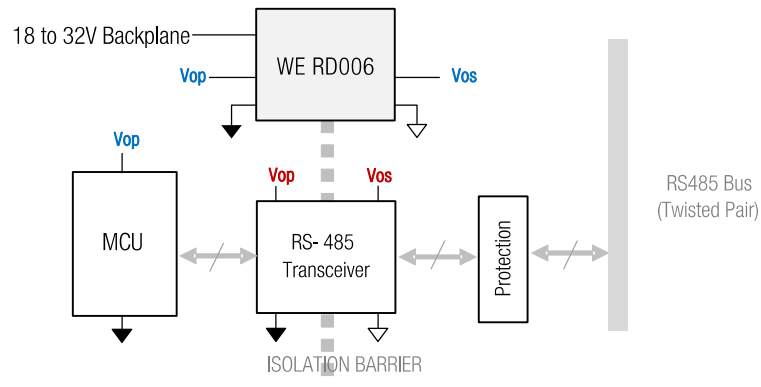 18 to 32V Backplane
WE RD006
Vop
Vos
Vop
Vop
Vos
MCU
RS- 485
Transceiver
Protection
RS485 Bus
(Twisted Pair)
ISOLATION BARRIER